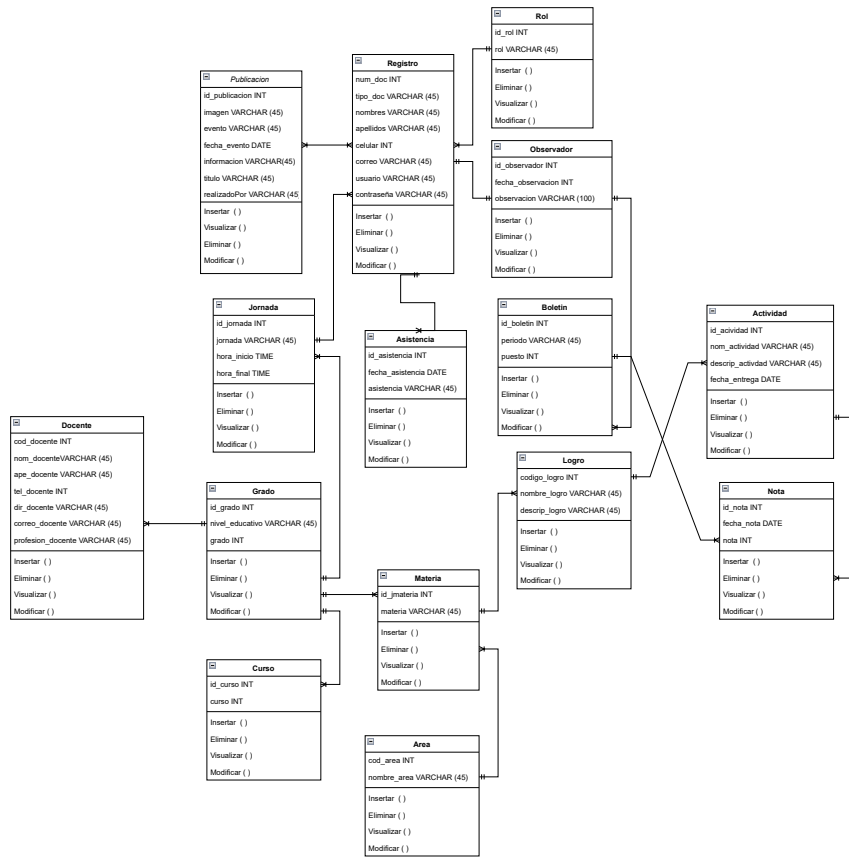 Rol
id_rol INT
rol VARCHAR (45)
Insertar ( )
Eliminar ( )
Visualizar ( )
Modificar ( )
Registro
num_doc INT
tipo_doc VARCHAR (45)
nombres VARCHAR (45)
apellidos VARCHAR (45)
celular INT
correo VARCHAR (45)
usuario VARCHAR (45)
contraseña VARCHAR (45)
Insertar ( )
Eliminar ( )
Visualizar ( )
Modificar ( )
Publicacion
id_publicacion INT
imagen VARCHAR (45)
evento VARCHAR (45)
fecha_evento DATE
informacion VARCHAR(45)
titulo VARCHAR (45)
realizadoPor VARCHAR (45
Insertar ( )
Visualizar ( )
Eliminar ( )
Modificar ( )
Observador
id_observador INT
fecha_observacion INT
observacion VARCHAR (100)
Insertar ( )
Eliminar ( )
Visualizar ( )
Modificar ( )
Jornada
id_jornada INT
jornada VARCHAR (45)
hora_inicio TIME
hora_final TIME
Insertar ( )
Eliminar ( )
Visualizar ( )
Modificar ( )
Asistencia
id_asistencia INT
fecha_asistencia DATE
asistencia VARCHAR (45)
Insertar ( )
Eliminar ( )
Visualizar ( )
Modificar ( )
Boletin
id_boletin INT
periodo VARCHAR (45)
puesto INT
Insertar ( )
Eliminar ( )
Visualizar ( )
Modificar ( )
Actividad
id_acividad INT
nom_actividad VARCHAR (45)
descrip_activdad VARCHAR (45)
fecha_entrega DATE
Insertar ( )
Eliminar ( )
Visualizar ( )
Modificar ( )
Docente
cod_docente INT
nom_docenteVARCHAR (45)
ape_docente VARCHAR (45)
tel_docente INT
dir_docente VARCHAR (45)
correo_docente VARCHAR (45)
profesion_docente VARCHAR (45)
Insertar ( )
Eliminar ( )
Visualizar ( )
Modificar ( )
Grado
id_grado INT
nivel_educativo VARCHAR (45)
grado INT
Insertar ( )
Eliminar ( )
Visualizar ( )
Modificar ( )
Logro
codigo_logro INT
nombre_logro VARCHAR (45)
descrip_logro VARCHAR (45)
Insertar ( )
Eliminar ( )
Visualizar ( )
Modificar ( )
Nota
id_nota INT
fecha_nota DATE
nota INT
Insertar ( )
Eliminar ( )
Visualizar ( )
Modificar ( )
Materia
id_jmateria INT
materia VARCHAR (45)
Insertar ( )
Eliminar ( )
Visualizar ( )
Modificar ( )
Curso
id_curso INT
curso INT
Insertar ( )
Eliminar ( )
Visualizar ( )
Modificar ( )
Area
cod_area INT
nombre_area VARCHAR (45)
Insertar ( )
Eliminar ( )
Visualizar ( )
Modificar ( )